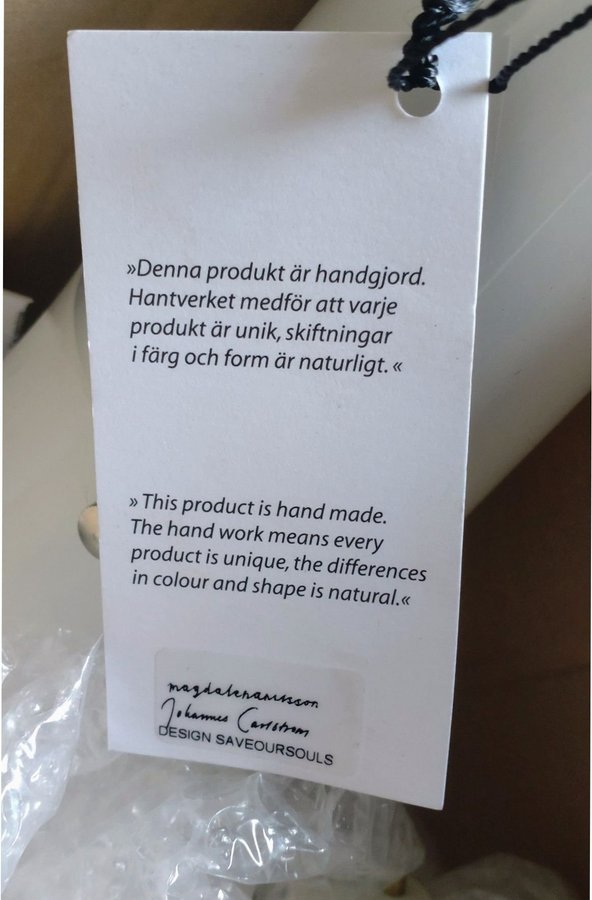 »Denna produkt är handgjord.
Hantverket medför att varje
produkt är unik, skiftningar
i färg och form är naturligt. «
» This product is hand made.
The hand work means every
product is unique, the differences
in colour and shape is natural.«
Johannes Carlström
DESIGN SAVEOURSOULS